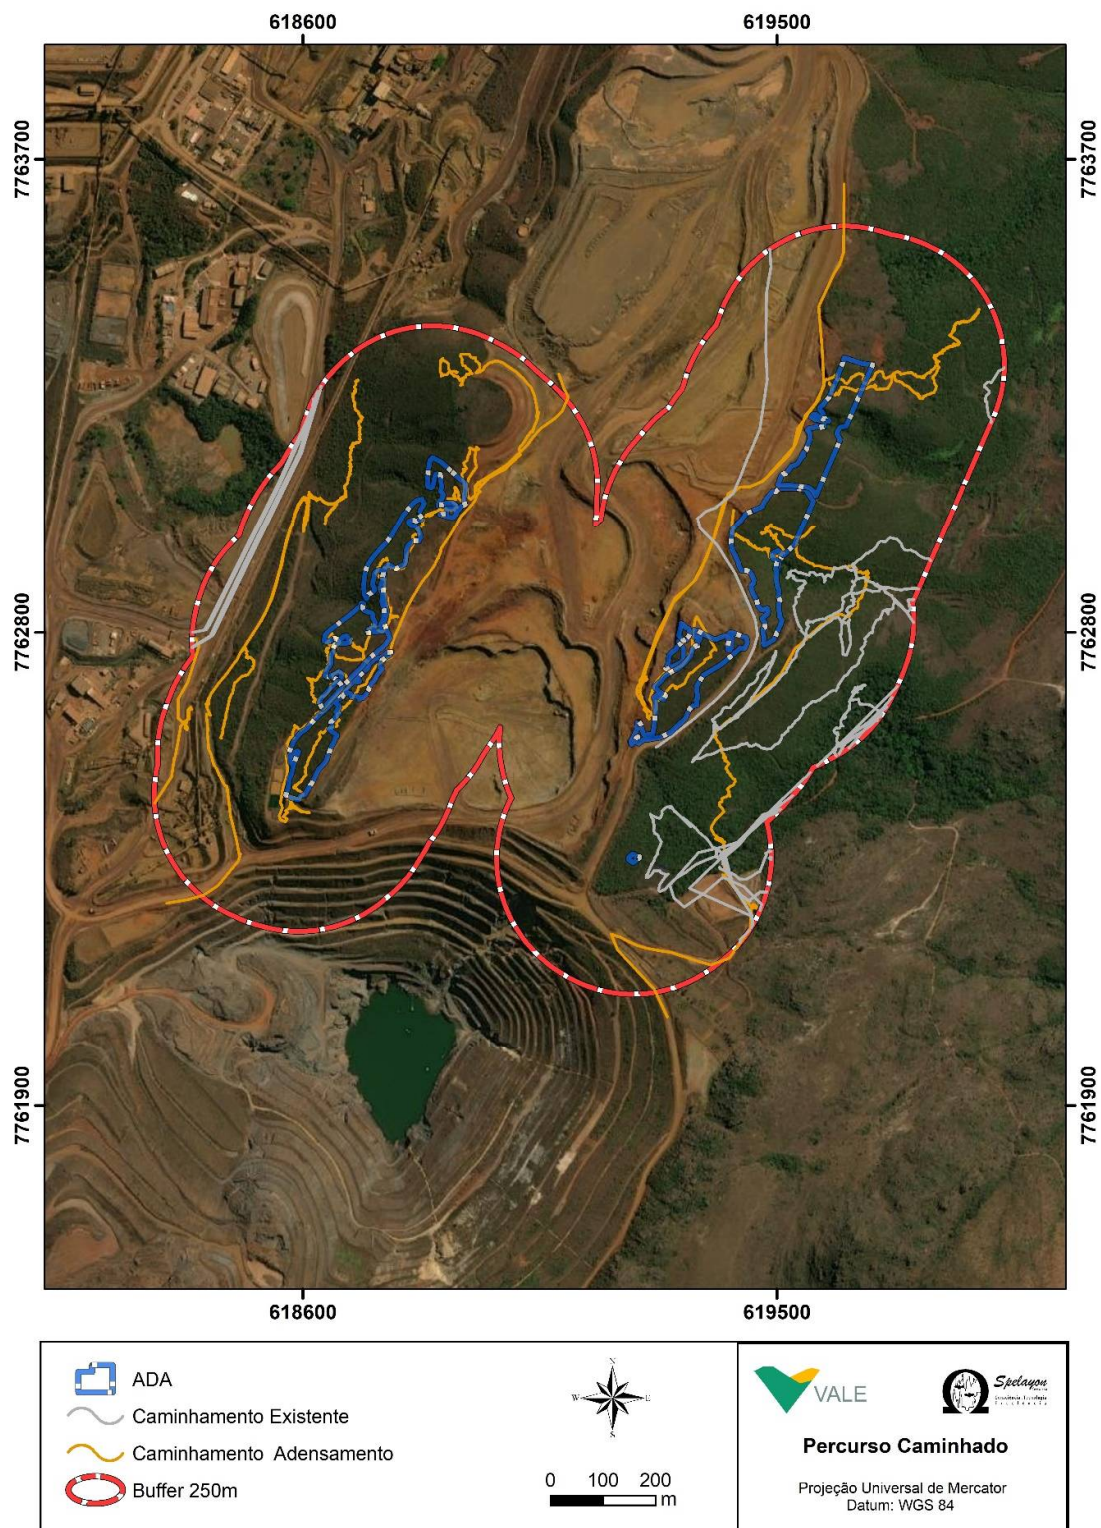 618600 619500
7763700 7763700
7762800 7762800
7761900 7761900
618600 619500
ADA
Caminhamento Existente
Caminhamento Adensamento
Buffer 250m
N
W E
S
0 100 200
m
VALE
Spelayon
Percurso Caminhado
Projeção Universal de Mercator
Datum: WGS 84